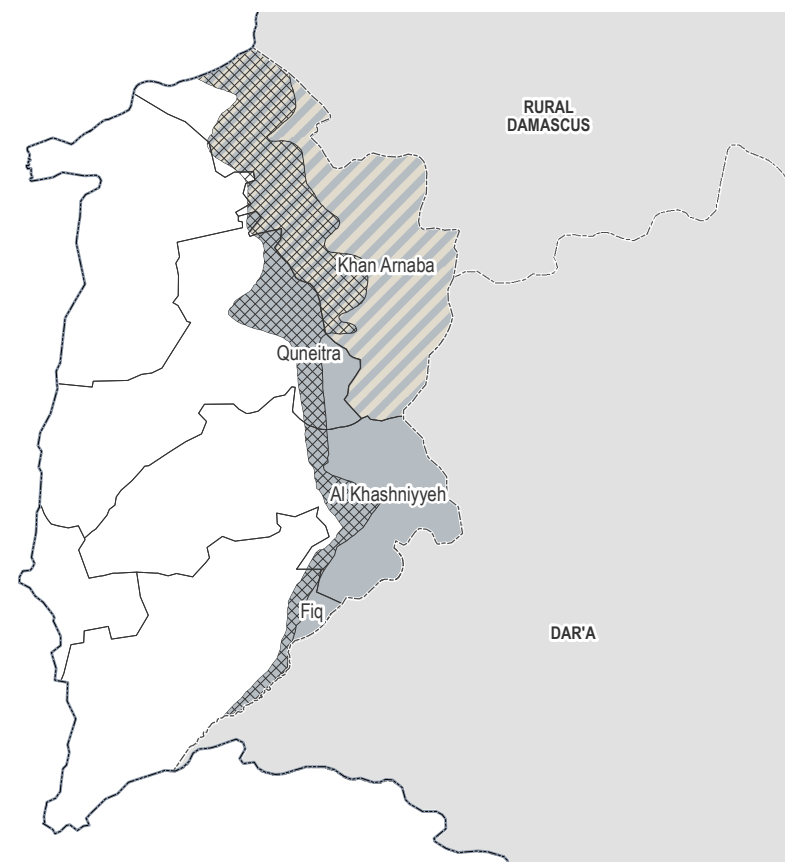 RURAL
DAMASCUS
Khan Arnaba
Quneitra
Al Khashniyyeh
Fiq
DAR'A